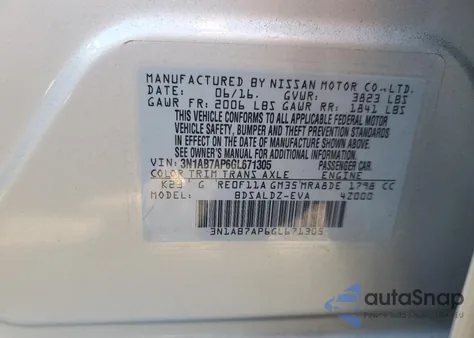 MANUFACTURED BY NISSAN MOTOR CO.,LTD.
DATE: 06/16. GVWR: 3823 LBS
GAWR FR: 2006 LBS GAWR RR: 1841 LBS
THIS VEHICLE CONFORMS TO ALL APPLICABLE FEDERAL MOTOR
VEHICLE SAFETY, BUMPER AND THEFT PREVENTION STANDARDS
IN EFFECT ON THE DATE OF MANUFACTURE SHOWN ABOVE.
SEE OWNER'S MANUAL FOR ADDITIONAL INFORMATION.
VIN: 3N1AB7AP6GL671305 PASSENGER CAR
COLOR TRIM TRANS AXLE ENGINE
K23 G RE0F11A GM35 MRA8DE 1798 CC
MODEL: BDSALDZ-EVA 4Z000
3N1AB7AP6GL671305
autoSnap